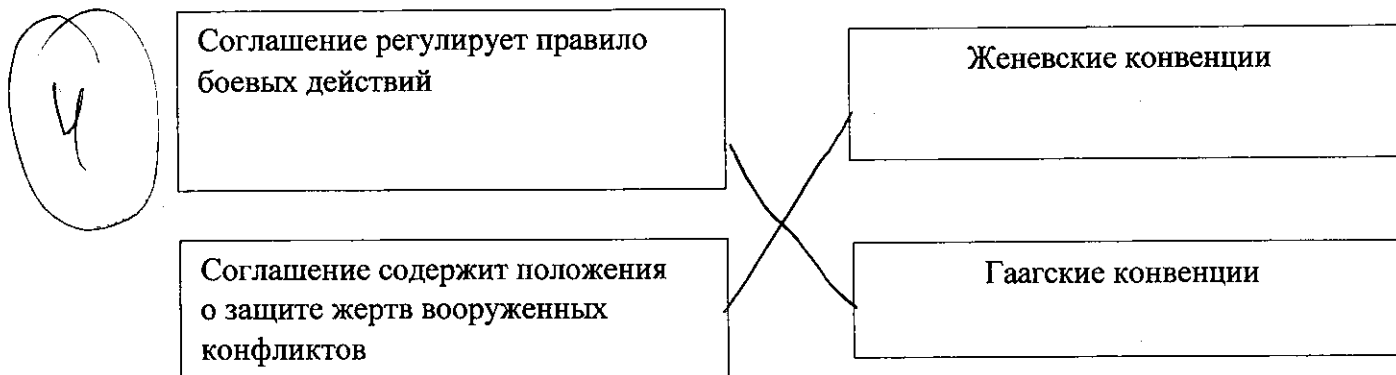 4
Соглашение регулирует правило
боевых действий
Женевские конвенции
Соглашение содержит положения
о защите жертв вооруженных
конфликтов
Гаагские конвенции